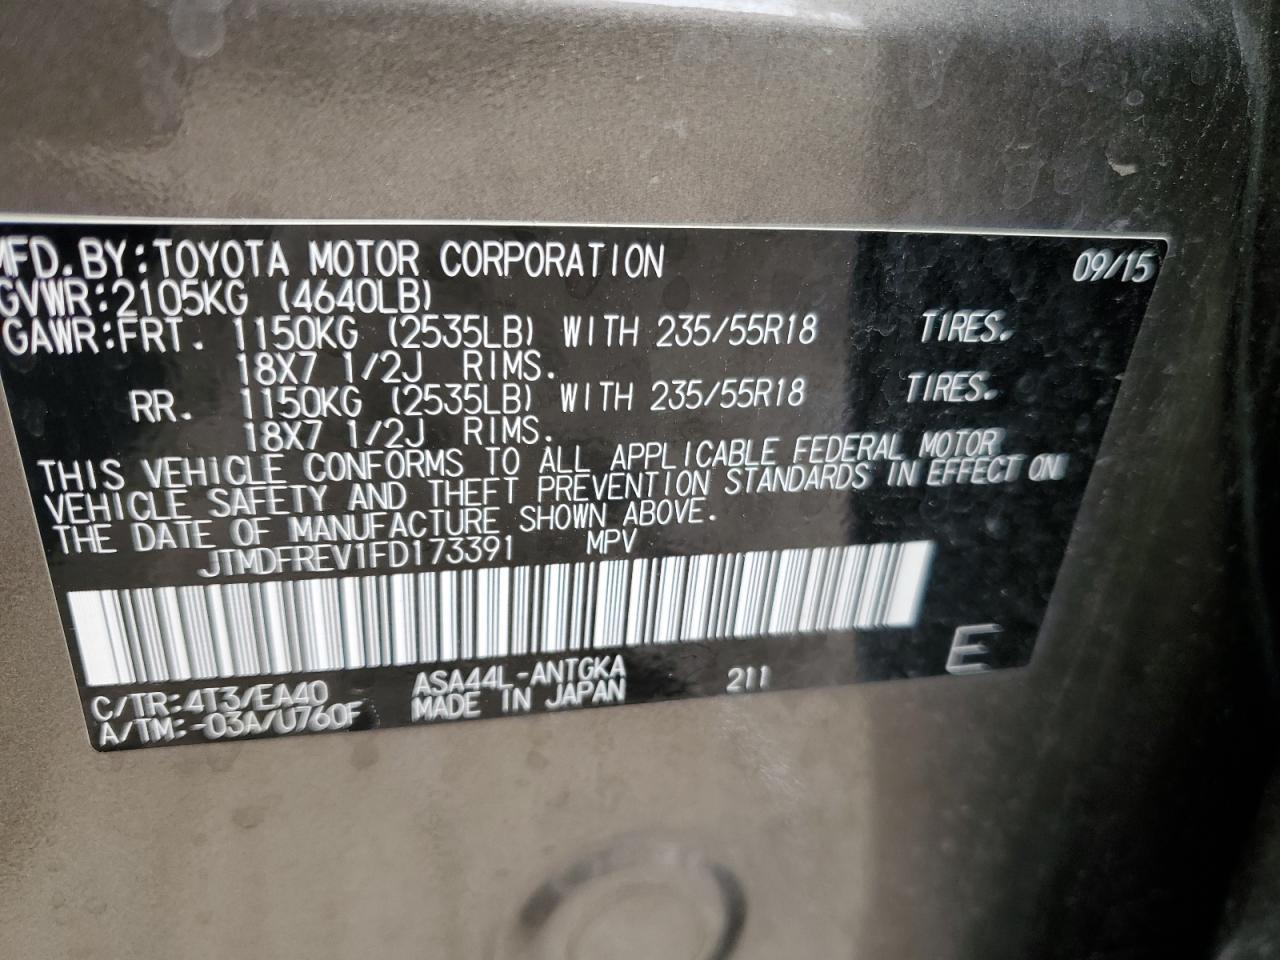 MFD.BY:TOYOTA MOTOR CORPORATION 09/15
GVWR:2105KG (4640LB)
GAWR:FRT. 1150KG (2535LB) WITH 235/55R18 TIRES.
18X7 1/2J RIMS.
RR. 1150KG (2535LB) WITH 235/55R18 TIRES.
18X7 1/2J RIMS.
THIS VEHICLE CONFORMS TO ALL APPLICABLE FEDERAL MOTOR
VEHICLE SAFETY AND THEFT PREVENTION STANDARDS IN EFFECT ON
THE DATE OF MANUFACTURE SHOWN ABOVE.
JTMDFREV1FD173391 MPV
C/TR:4T3/EA40 ASA44L-ANTGKA 211 E
A/TM:-03A/U760F MADE IN JAPAN